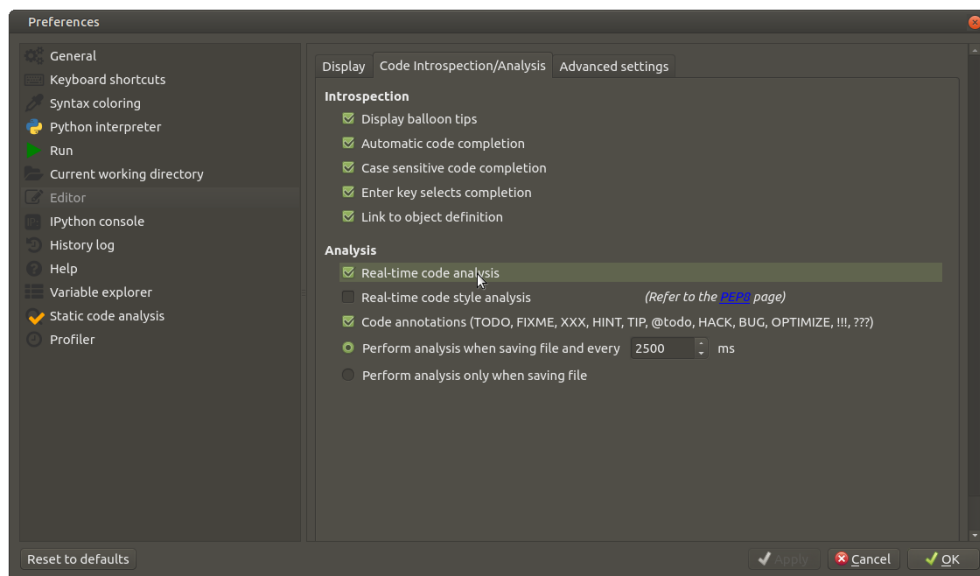 Preferences
General
Keyboard shortcuts
Syntax coloring
Python interpreter
Run
Current working directory
Editor
IPython console
History log
Help
Variable explorer
Static code analysis
Profiler
Display Code Introspection/Analysis Advanced settings
Introspection
Display balloon tips
Automatic code completion
Case sensitive code completion
Enter key selects completion
Link to object definition
Analysis
Real-time code analysis
Real-time code style analysis (Refer to the PEP8 page)
Code annotations (TODO, FIXME, XXX, HINT, TIP, @todo, HACK, BUG, OPTIMIZE, !!!, ???)
Perform analysis when saving file and every 2500 ms
Perform analysis only when saving file
Reset to defaults Apply Cancel OK